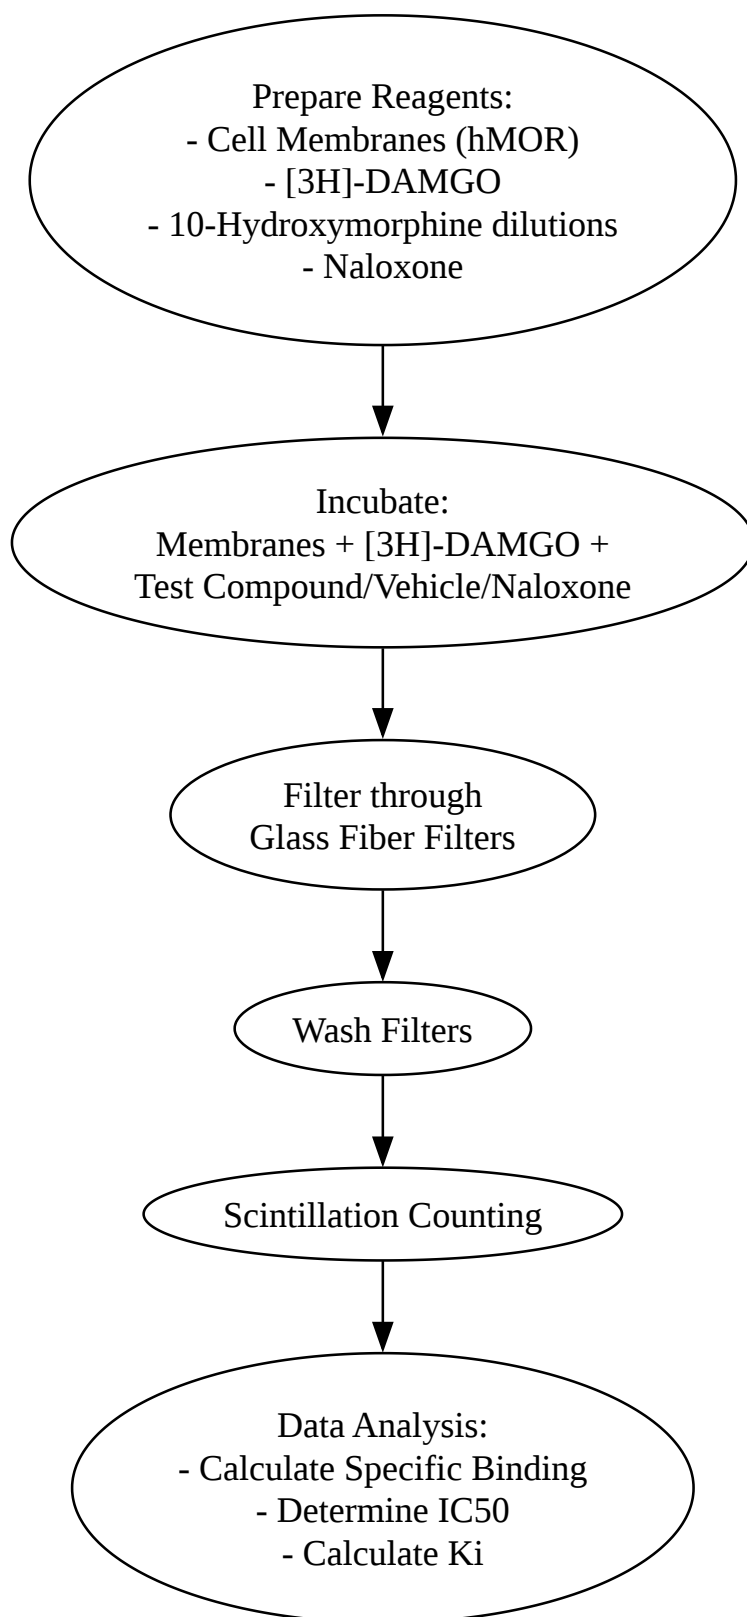 Prepare Reagents:
- Cell Membranes (hMOR)
- [3H]-DAMGO
- 10-Hydroxymorphine dilutions
- Naloxone
Incubate:
Membranes + [3H]-DAMGO +
Test Compound/Vehicle/Naloxone
Filter through
Glass Fiber Filters
Wash Filters
Scintillation Counting
Data Analysis:
- Calculate Specific Binding
- Determine IC50
- Calculate Ki